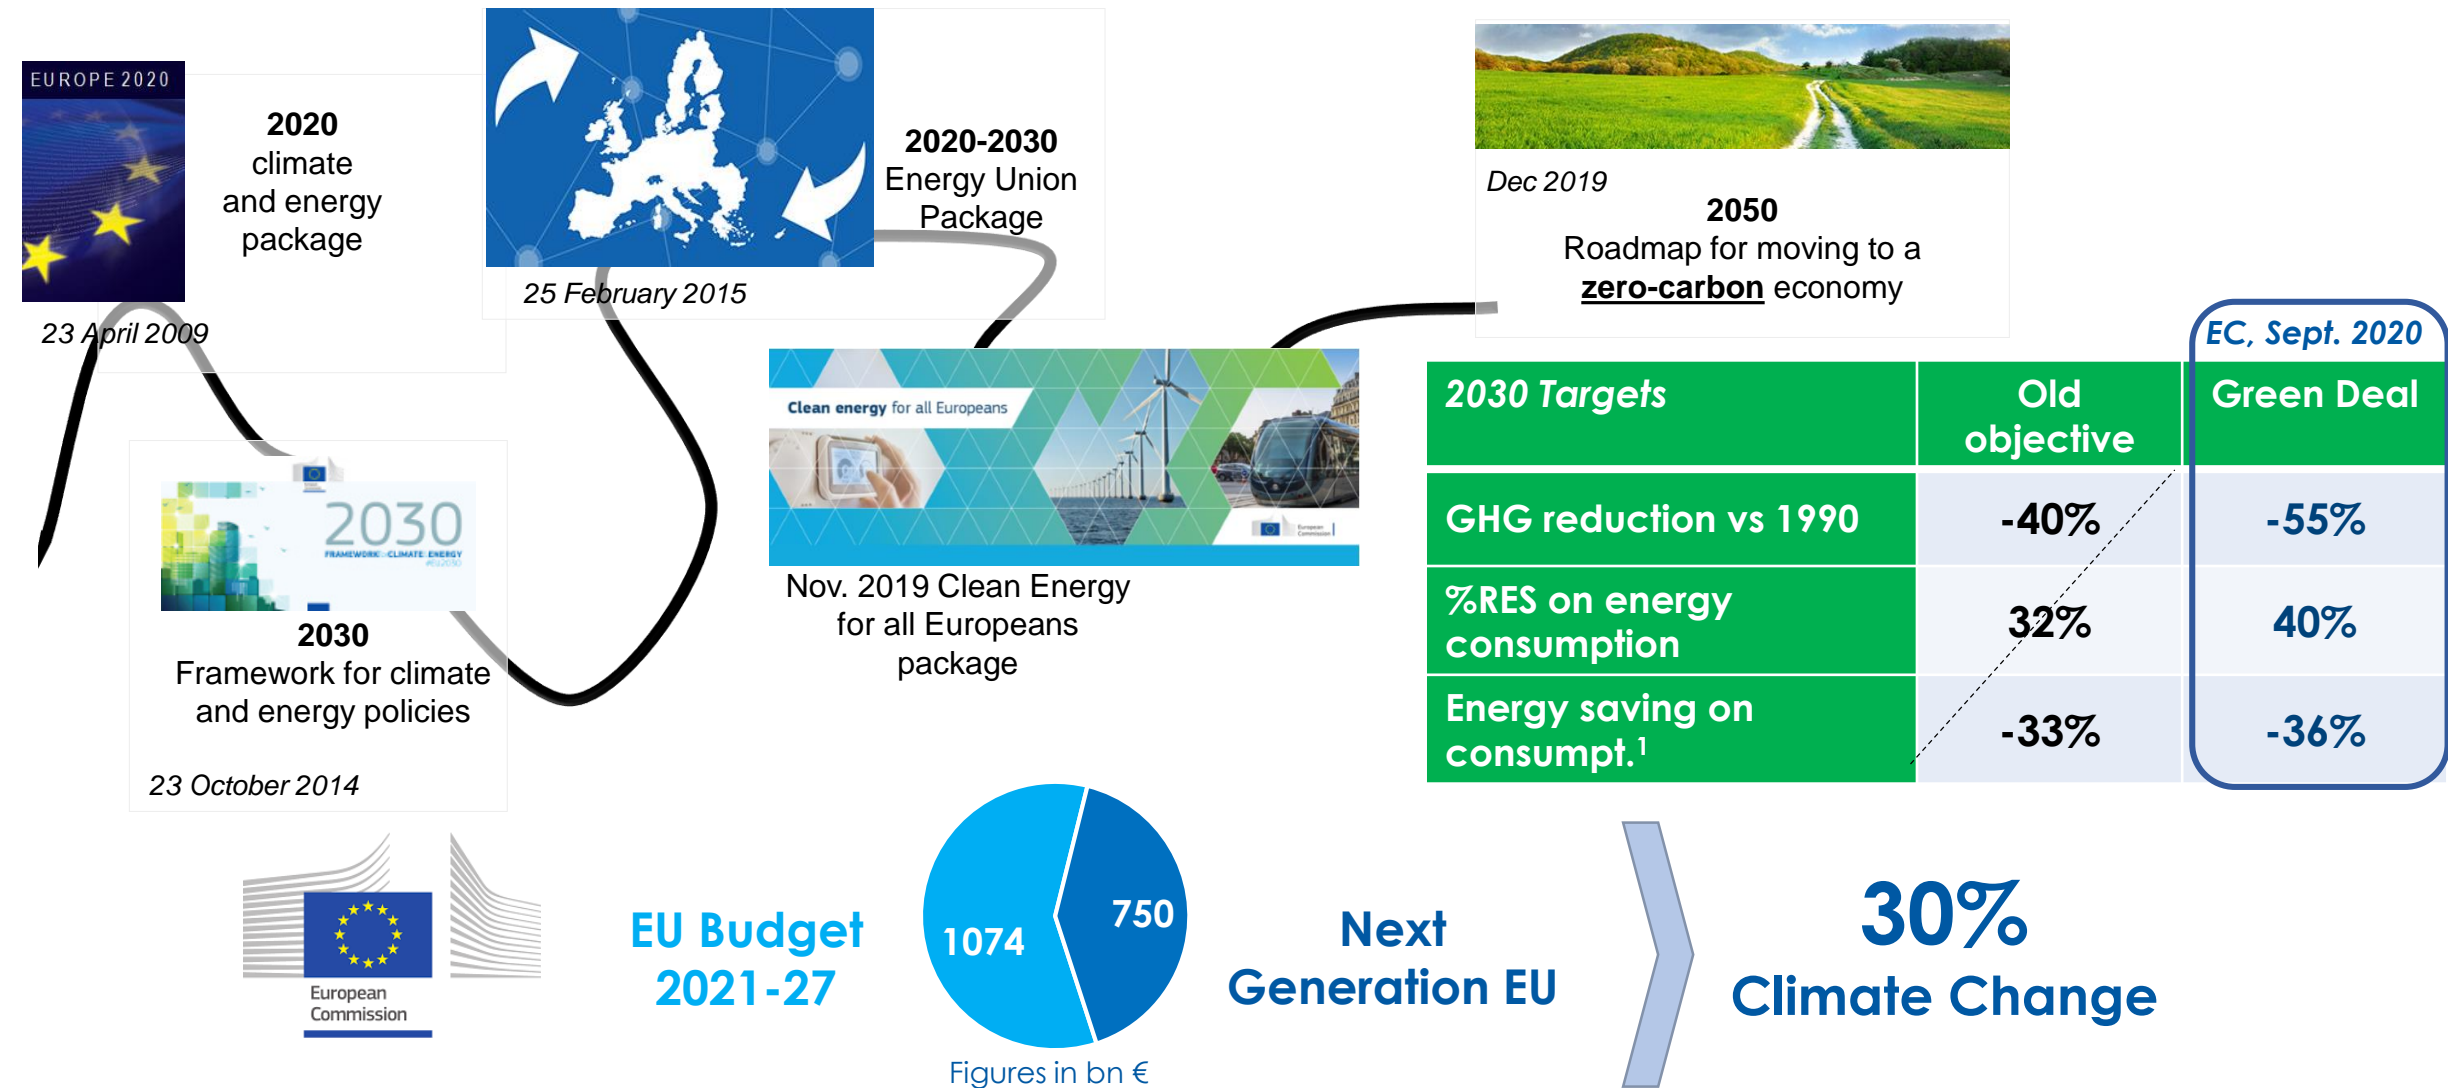 EUROPE 2020
23 April 2009
2020
climate
and energy
package
25 February 2015
2020-2030
Energy Union
Package
Dec 2019
2050
Roadmap for moving to a
zero-carbon economy
2030
FRAMEWORK CLIMATE ENERGY
#EU2030
2030
Framework for climate
and energy policies
23 October 2014
Clean energy for all Europeans
European
Commission
Nov. 2019 Clean Energy
for all Europeans
package
EC, Sept. 2020
2030 Targets
Old
objective
Green Deal
GHG reduction vs 1990
-40%
-55%
%RES on energy
consumption
32%
40%
Energy saving on
consumpt.1
-33%
-36%
European
Commission
EU Budget
2021-27
1074
750
Figures in bn €
Next
Generation EU
30%
Climate Change